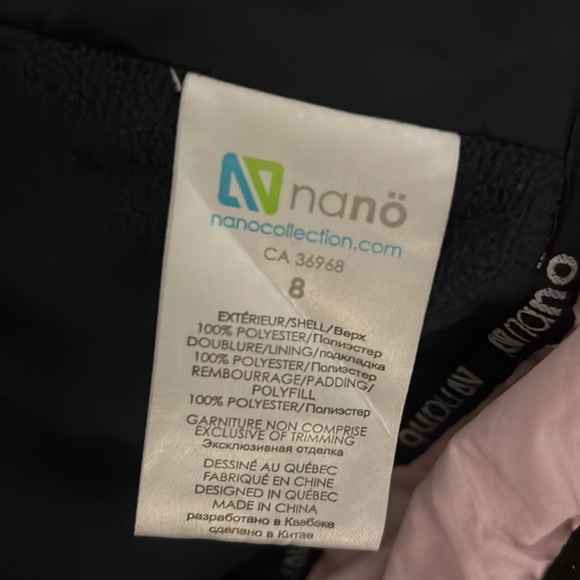 nanö
nanocollection.com
CA 36968
8
EXTÉRIEUR/SHELL/Верх
100% POLYESTER/Полиэстер
DOUBLURE/LINING/подкладка
100% POLYESTER/Полиэстер
REMBOURRAGE/PADDING/
POLYFILL
100% POLYESTER/Полиэстер
GARNITURE NON COMPRISE
EXCLUSIVE OF TRIMMING
Эксклюзивная отделка
DESSINÉ AU QUÉBEC
FABRIQUÉ EN CHINE
DESIGNED IN QUÉBEC
MADE IN CHINA
разработано в Квебеке
сделано в Китае
nanö
nanö